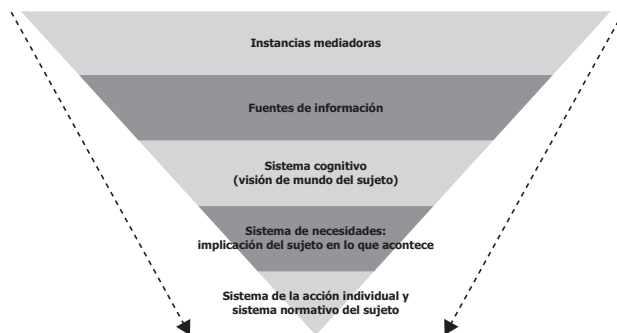 Instancias mediadoras
Fuentes de información
Sistema cognitivo
(visión de mundo del sujeto)
Sistema de necesidades:
implicación del sujeto en lo que acontece
Sistema de la acción individual y
sistema normativo del sujeto